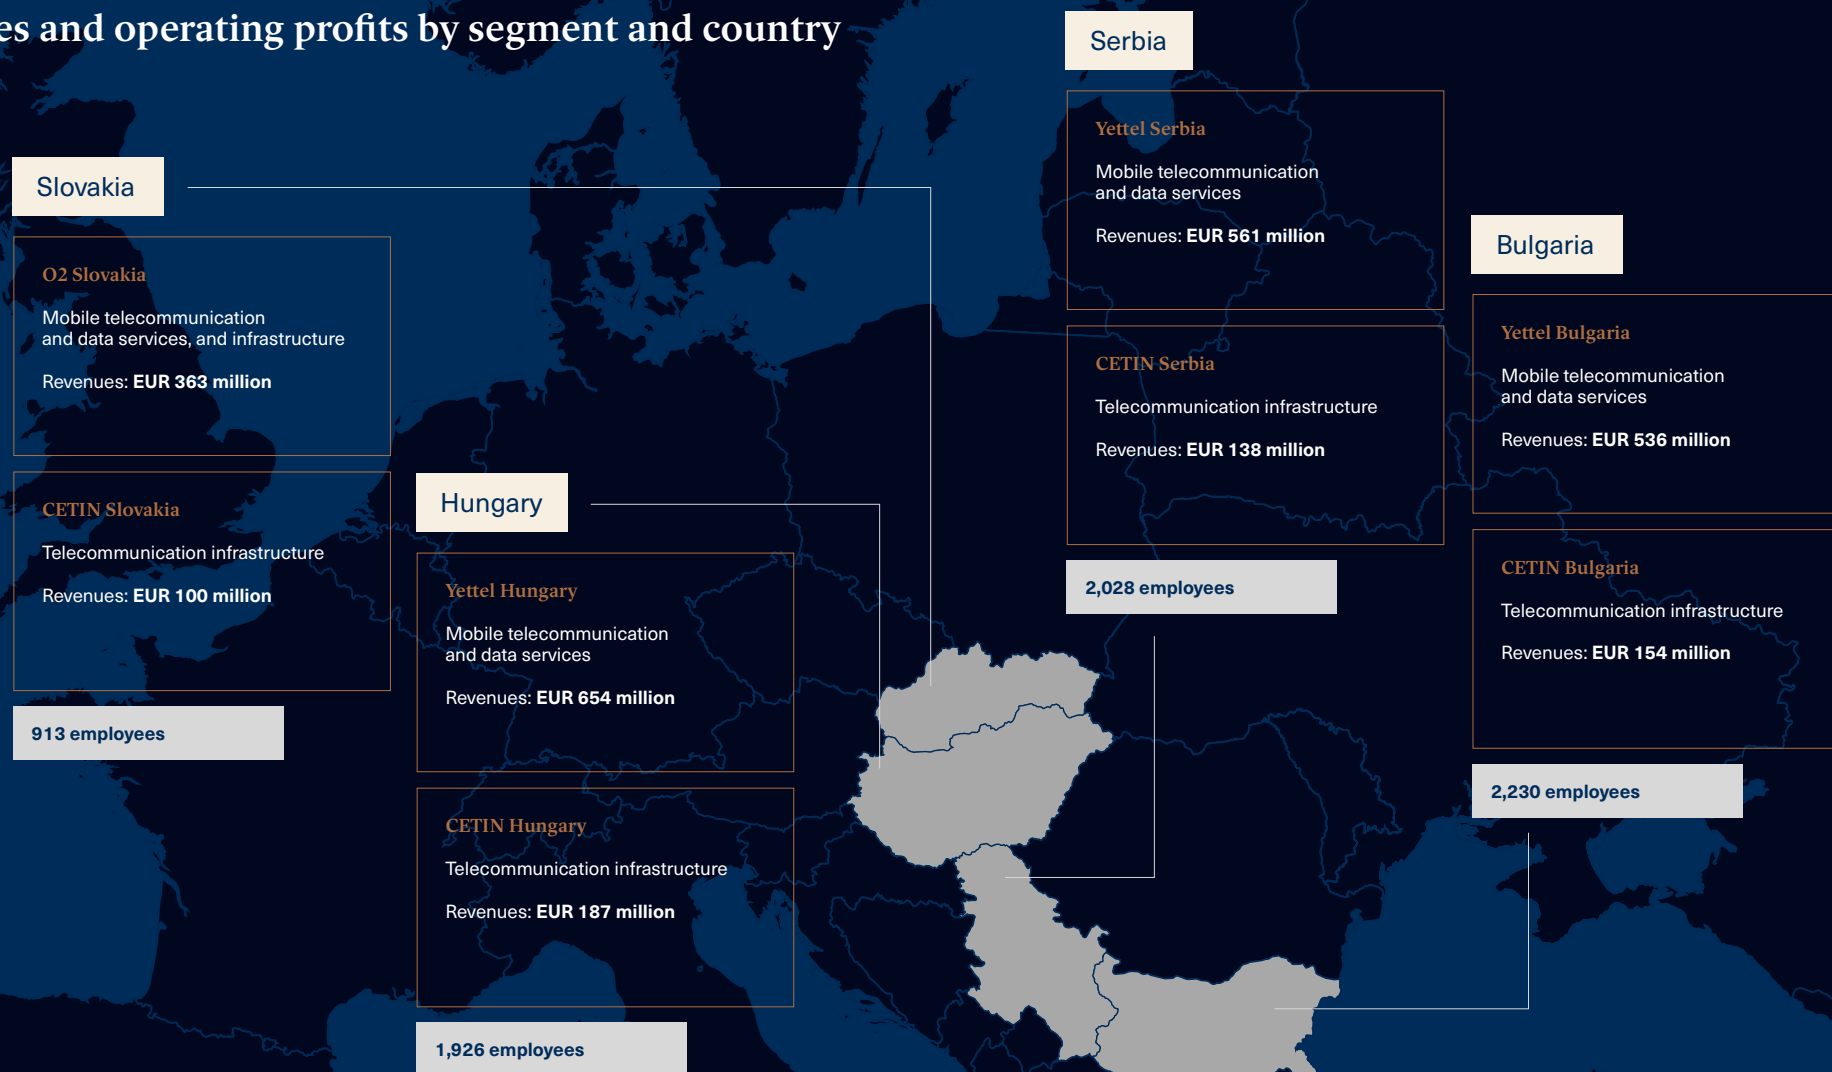 es and operating profits by segment and country
Slovakia
O2 Slovakia
Mobile telecommunication
and data services, and infrastructure
Revenues: EUR 363 million
CETIN Slovakia
Telecommunication infrastructure
Revenues: EUR 100 million
913 employees
Hungary
Yettel Hungary
Mobile telecommunication
and data services
Revenues: EUR 654 million
CETIN Hungary
Telecommunication infrastructure
Revenues: EUR 187 million
1,926 employees
Serbia
Yettel Serbia
Mobile telecommunication
and data services
Revenues: EUR 561 million
CETIN Serbia
Telecommunication infrastructure
Revenues: EUR 138 million
2,028 employees
Bulgaria
Yettel Bulgaria
Mobile telecommunication
and data services
Revenues: EUR 536 million
CETIN Bulgaria
Telecommunication infrastructure
Revenues: EUR 154 million
2,230 employees